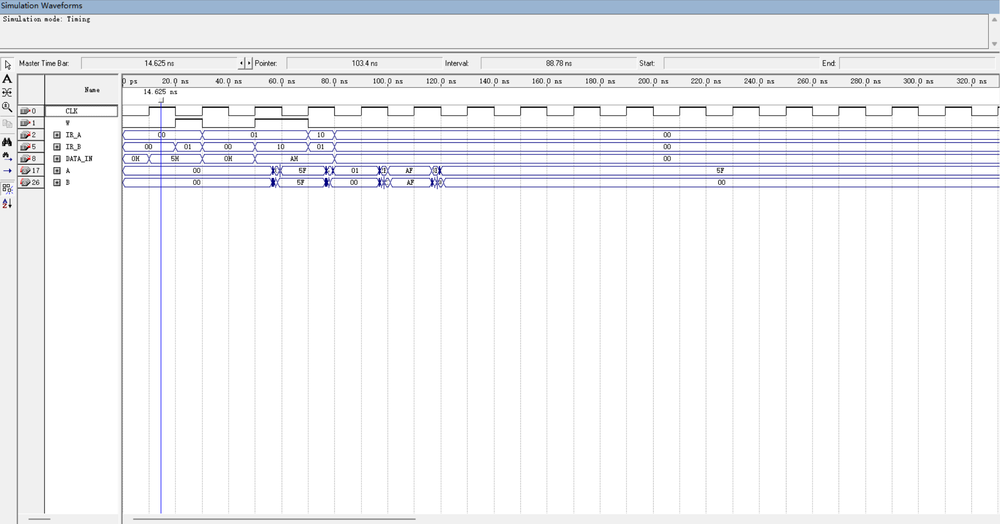 Simulation Waveforms
Simulation mode: Timing
Master Time Bar: 14.625 ns Pointer: 103.4 ns Interval: 88.78 ns Start: End:
Name
0 ps 20.0 ns 40.0 ns 60.0 ns 80.0 ns 100.0 ns 120.0 ns 140.0 ns 160.0 ns 180.0 ns 200.0 ns 220.0 ns 240.0 ns 260.0 ns 280.0 ns 300.0 ns 320.0 ns
14.625 ns
0 CLK
1 W
2 IR_A 00 01 10 00
5 IR_B 00 01 00 10 01 00
8 DATA_IN 0H 5H 0H AH 00
17 A 00 5F 01 AF 5F
26 B 00 5F 00 AF 00